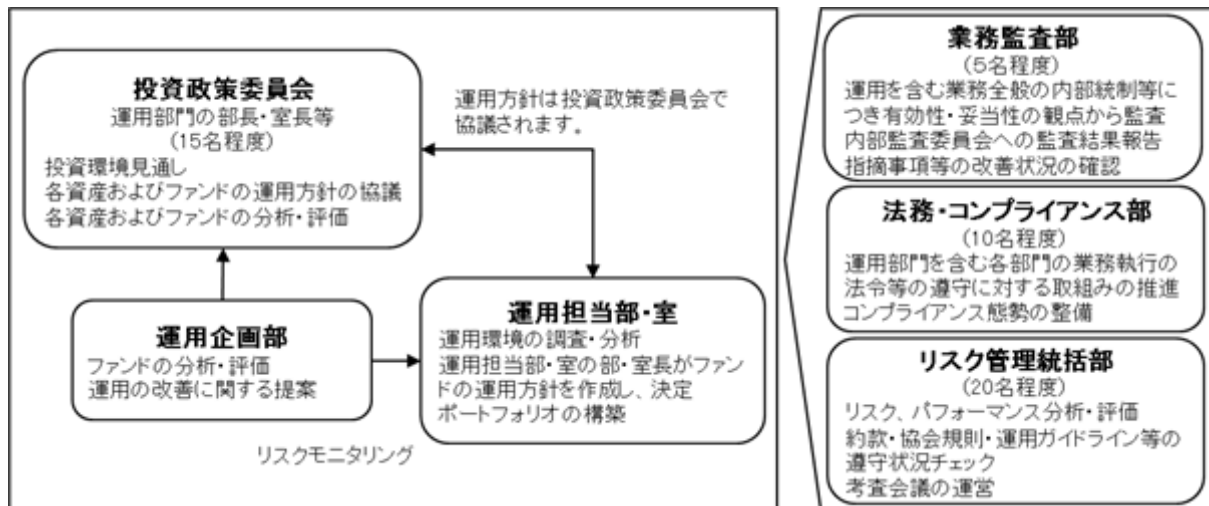 投資政策委員会
運用部門の部長・室長等
(15名程度)
投資環境見通し
各資産およびファンドの運用方針の協議
各資産およびファンドの分析・評価
運用方針は投資政策委員会で
協議されます。
運用企画部
ファンドの分析・評価
運用の改善に関する提案
運用担当部・室
運用環境の調査・分析
運用担当部・室の部・室長がファン
ドの運用方針を作成し、決定
ポートフォリオの構築
リスクモニタリング
業務監査部
(5名程度)
運用を含む業務全般の内部統制等に
つき有効性・妥当性の観点から監査
内部監査委員会への監査結果報告
指摘事項等の改善状況の確認
法務・コンプライアンス部
(10名程度)
運用部門を含む各部門の業務執行の
法令等の遵守に対する取組みの推進
コンプライアンス態勢の整備
リスク管理統括部
(20名程度)
リスク、パフォーマンス分析・評価
約款・協会規則・運用ガイドライン等の
遵守状況チェック
考査会議の運営